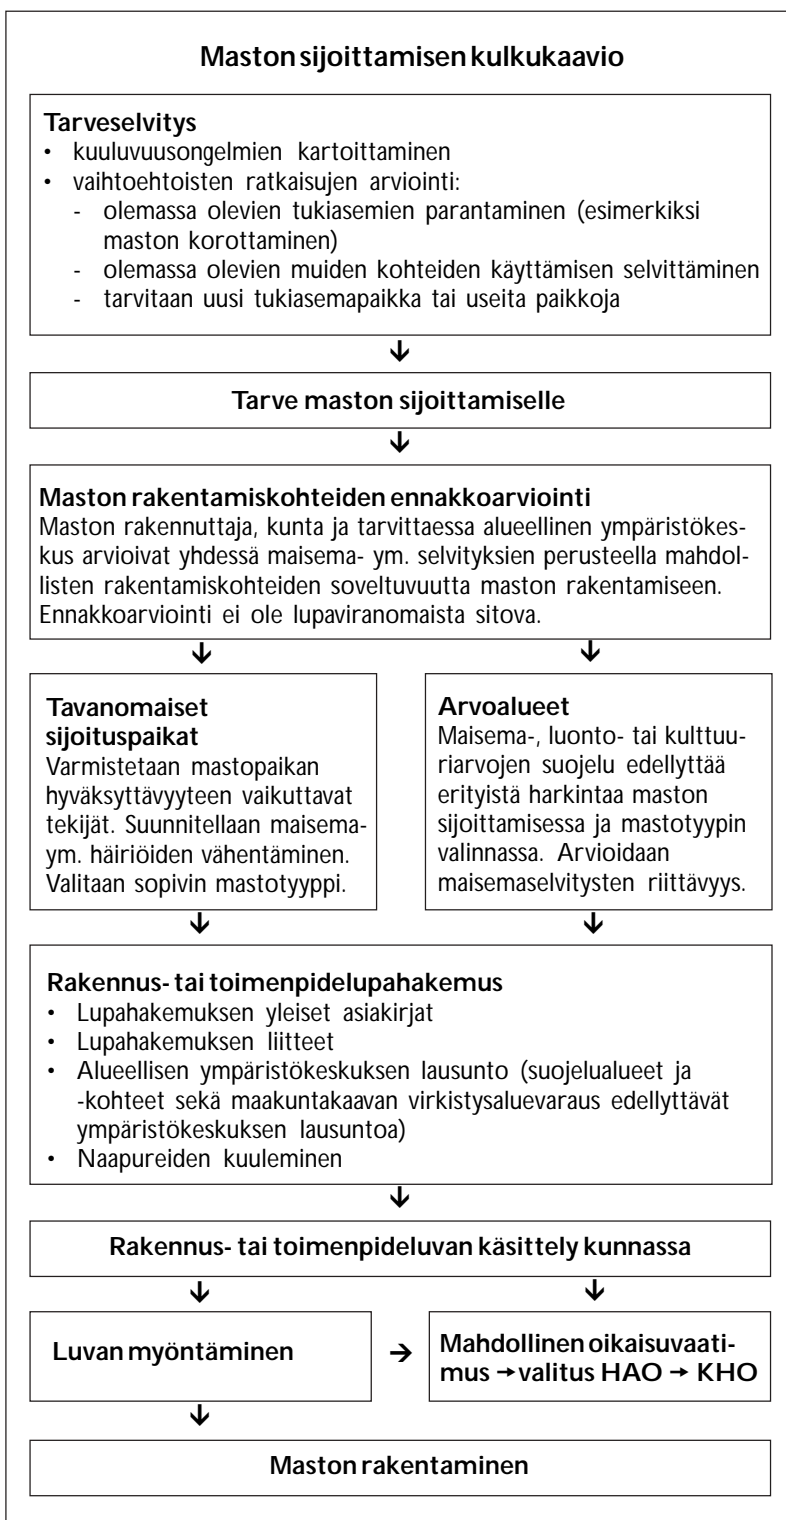 Maston sijoittamisen kulkukaavio
Tarveselvitys
• kuuluvuusongelmien kartoittaminen
• vaihtoehtoisten ratkaisujen arviointi:
- olemassa olevien tukiasemien parantaminen (esimerkiksi
maston korottaminen)
- olemassa olevien muiden kohteiden käyttämisen selvittäminen
- tarvitaan uusi tukiasemapaikka tai useita paikkoja
↓
Tarve maston sijoittamiselle
↓
Maston rakentamiskohteiden ennakkoarviointi
Maston rakennuttaja, kunta ja tarvittaessa alueellinen ympäristökes-
kus arvioivat yhdessä maisema- ym. selvityksien perusteella mahdol-
listen rakentamiskohteiden soveltuvuutta maston rakentamiseen.
Ennakkoarviointi ei ole lupaviranomaista sitova.
↓ ↓
Tavanomaiset
sijoituspaikat
Varmistetaan mastopaikan
hyväksyttävyyteen vaikuttavat
tekijät. Suunnitellaan maisema-
ym. häiriöiden vähentäminen.
Valitaan sopivin mastotyyppi.
Arvoalueet
Maisema-, luonto- tai kulttuu-
riarvojen suojelu edellyttää
erityistä harkintaa maston
sijoittamisessa ja mastotyypin
valinnassa. Arvioidaan
maisemaselvitysten riittävyys.
↓ ↓
Rakennus- tai toimenpidelupahakemus
• Lupahakemuksen yleiset asiakirjat
• Lupahakemuksen liitteet
• Alueellisen ympäristökeskuksen lausunto (suojelualueet ja
-kohteet sekä maakuntakaavan virkistysaluevaraus edellyttävät
ympäristökeskuksen lausuntoa)
• Naapureiden kuuleminen
↓
Rakennus- tai toimenpideluvan käsittely kunnassa
↓ ↓
Luvan myöntäminen
→
Mahdollinen oikaisuvaati-
mus → valitus HAO → KHO
↓
Maston rakentaminen